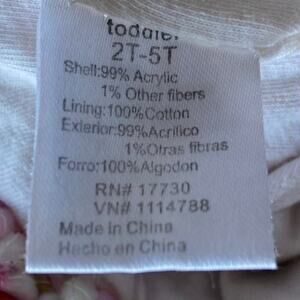 toddler
2T-5T
Shell:99% Acrylic
1% Other fibers
Lining:100%Cotton
Exterior:99%Acrilico
1%Otras fibras
Forro:100%Algodon
RN# 17730
VN# 1114788
Made in China
Hecho en China